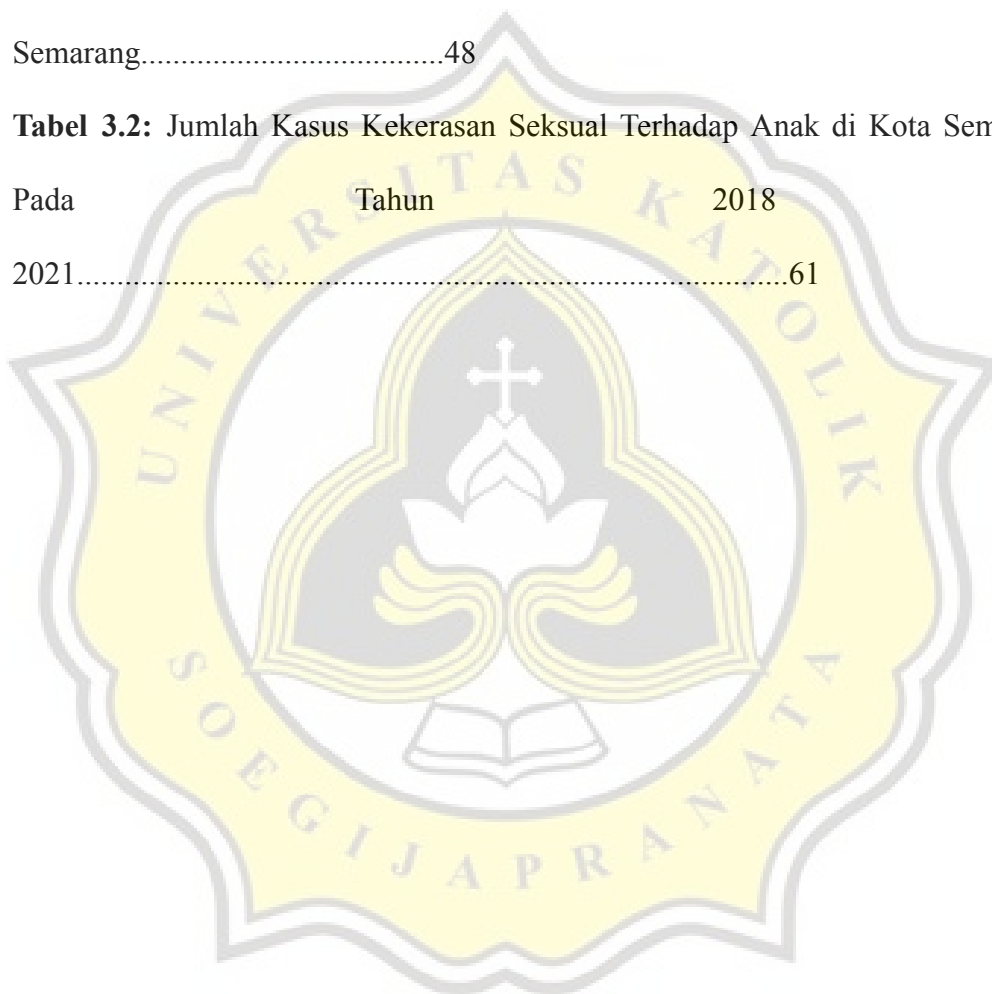 Semarang......................................48
Tabel 3.2: Jumlah Kasus Kekerasan Seksual Terhadap Anak di Kota
Pada Tahun 2018
2021..........................................................................................61
UNIVERSITAS KATOLIK
SOEGIJAPRANATA